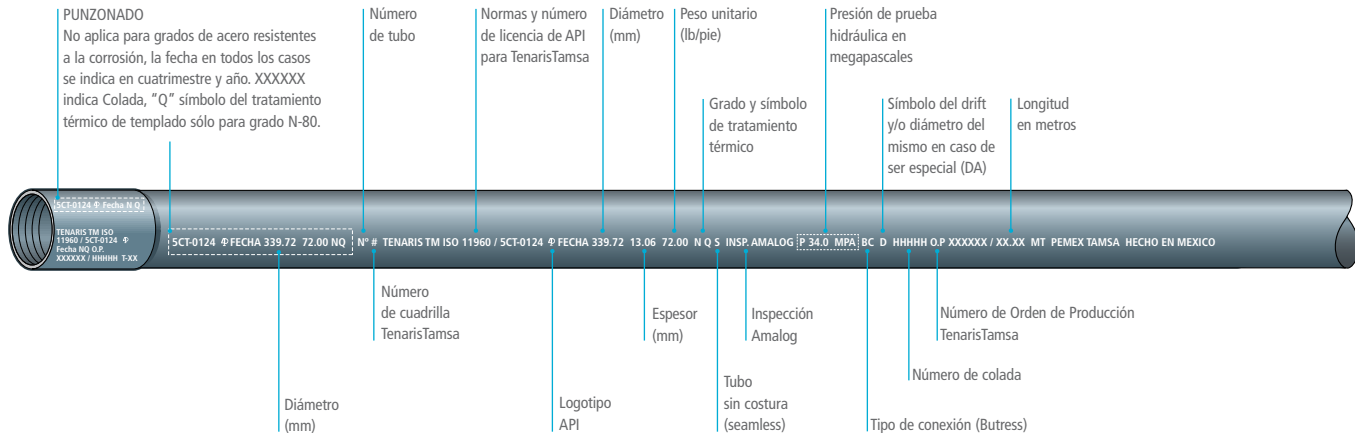 PUNZONADO
No aplica para grados de acero resistentes
a la corrosión, la fecha en todos los casos
se indica en cuatrimestre y año. XXXXXX
indica Colada, "Q" símbolo del tratamiento
térmico de templado sólo para grado N-80.
Número
de tubo
Normas y número
de licencia de API
para TenarisTamsa
Diámetro
(mm)
Peso unitario
(lb/pie)
Presión de prueba
hidráulica en
megapascales
Grado y símbolo
de tratamiento
térmico
Símbolo del drift
y/o diámetro del
mismo en caso de
ser especial (DA)
Longitud
en metros
5CT-0124 Fecha N Q
TENARIS TM ISO
11960 / 5CT-0124
Fecha NQ O.P.
XXXXXX / HHHHH T-XX
5CT-0124 FECHA 339.72 72.00 NQ N° # TENARIS TM ISO 11960 / 5CT-0124 FECHA 339.72 13.06 72.00 N Q S INSP. AMALOG P 34.0 MPA BC D HHHHH O.P XXXXXX / XX.XX MT PEMEX TAMSA HECHO EN MEXICO
Número
de cuadrilla
TenarisTamsa
Espesor
(mm)
Inspección
Amalog
Número de Orden de Producción
TenarisTamsa
Número de colada
Diámetro
(mm)
Logotipo
API
Tubo
sin costura
(seamless)
Tipo de conexión (Butress)